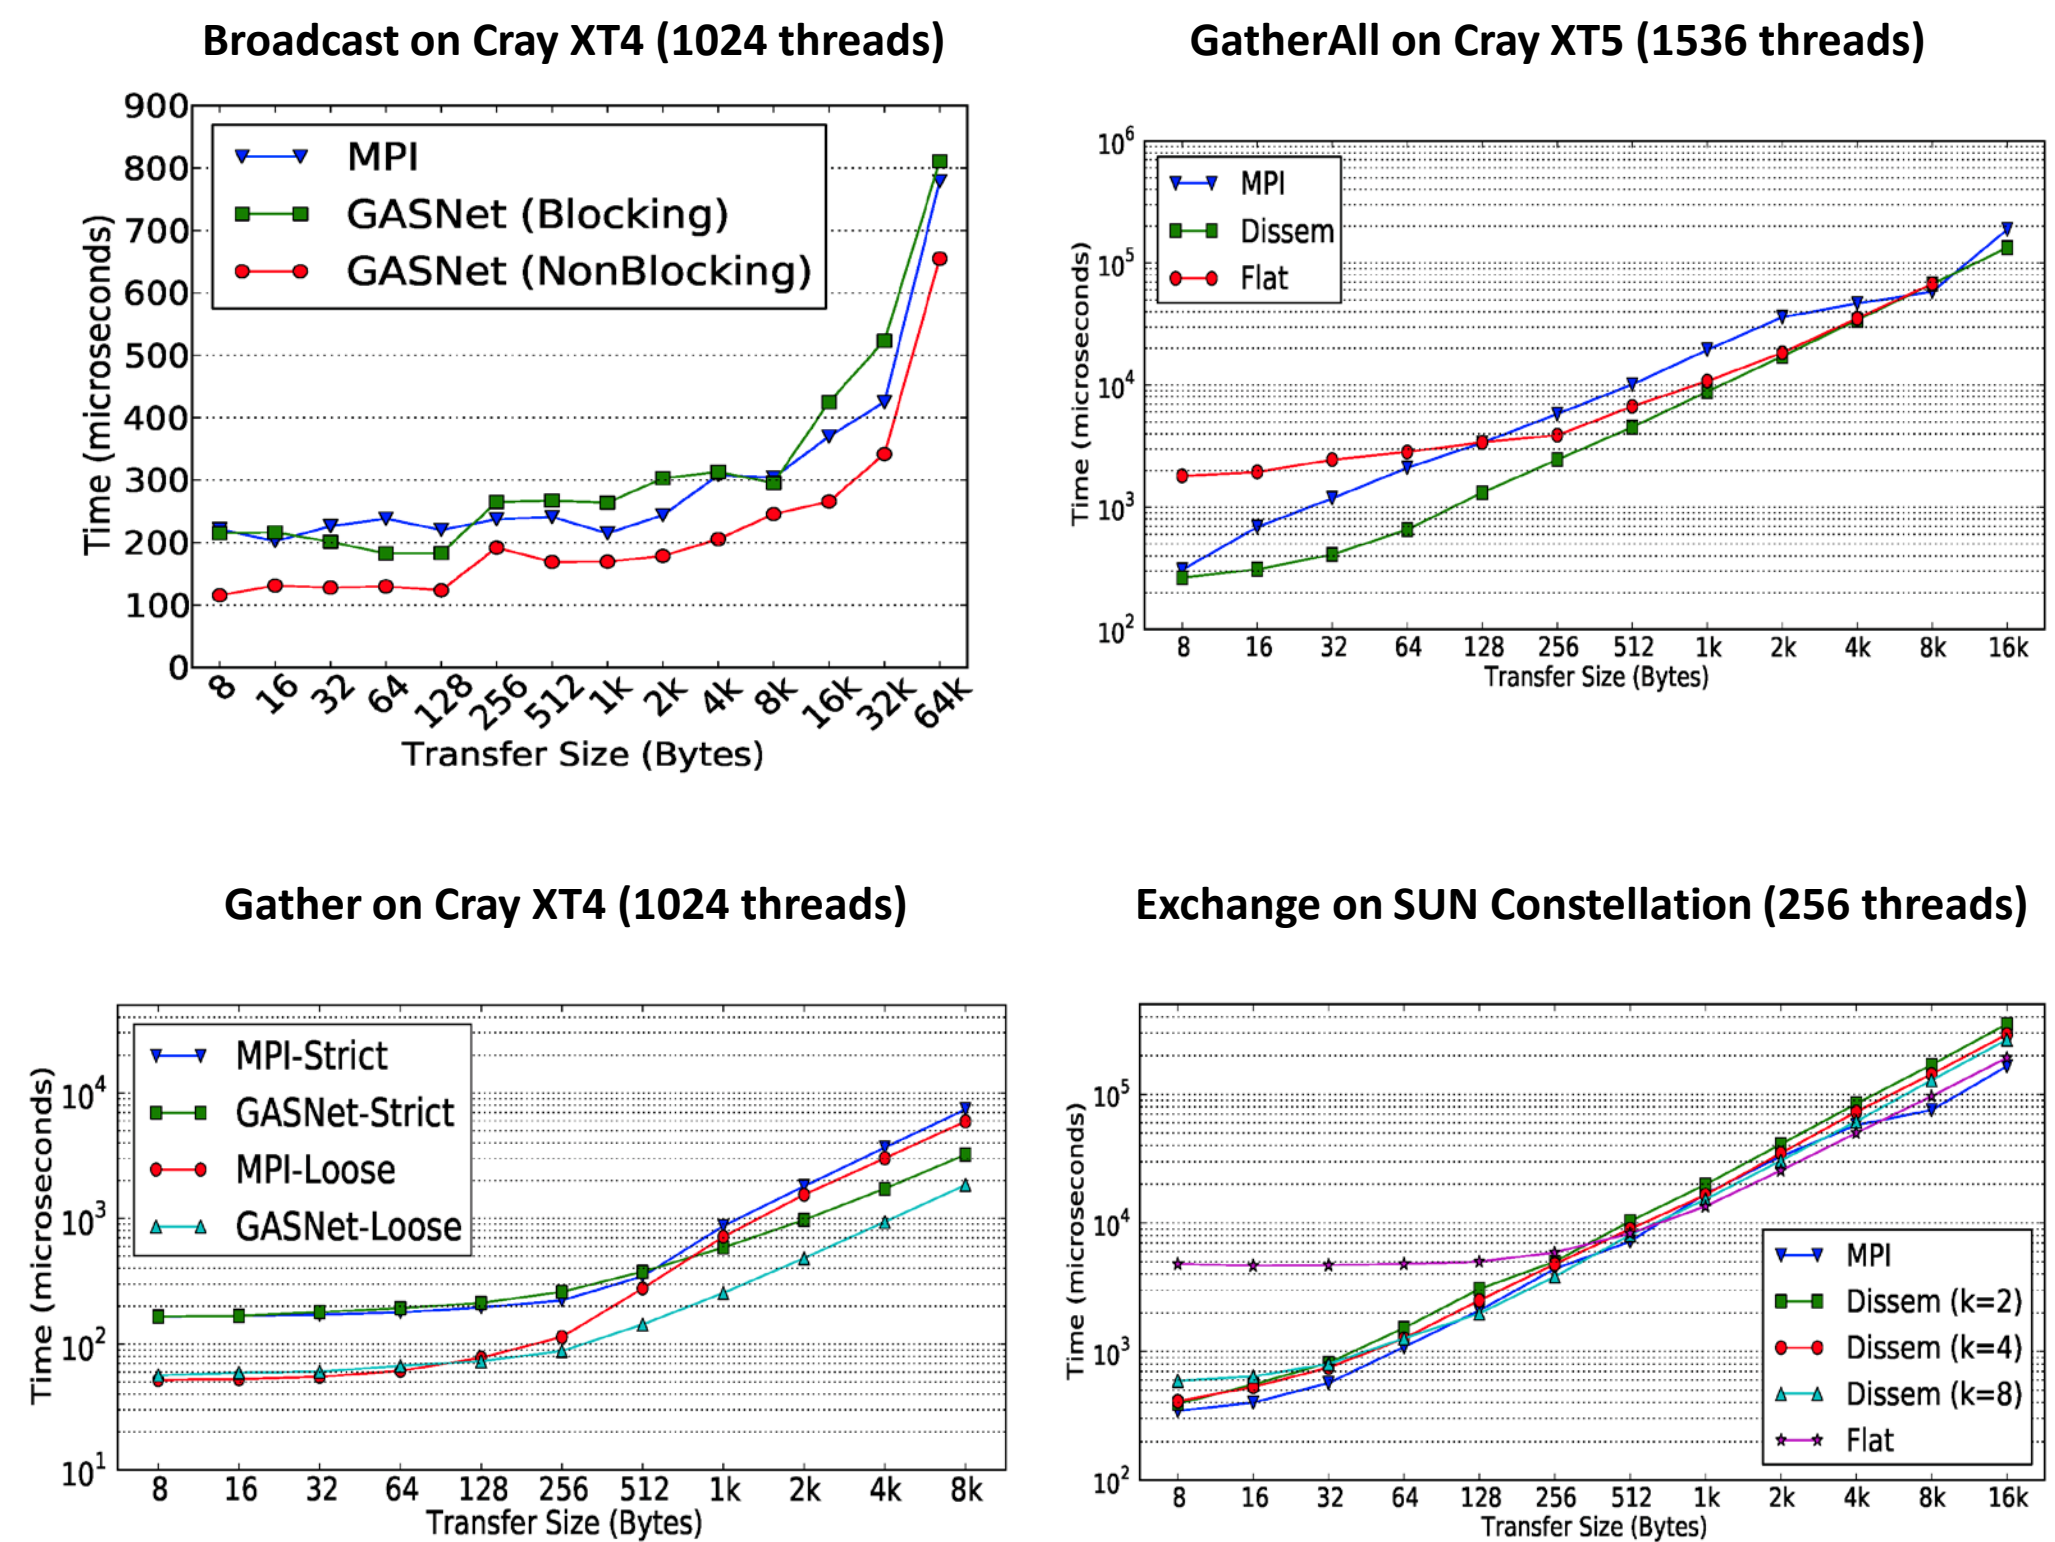 Broadcast on Cray XT4 (1024 threads)
900
800
700
600
500
400
300
200
100
0
Time (microseconds)
MPI
GASNet (Blocking)
GASNet (NonBlocking)
8 16 32 64 128 256 512 1k 2k 4k 8k 16k 32k 64k
Transfer Size (Bytes)
GatherAll on Cray XT5 (1536 threads)
10^6
10^5
10^4
10^3
10^2
Time (microseconds)
MPI
Dissem
Flat
8 16 32 64 128 256 512 1k 2k 4k 8k 16k
Transfer Size (Bytes)
Gather on Cray XT4 (1024 threads)
10^4
10^3
10^2
10^1
Time (microseconds)
MPI-Strict
GASNet-Strict
MPI-Loose
GASNet-Loose
8 16 32 64 128 256 512 1k 2k 4k 8k
Transfer Size (Bytes)
Exchange on SUN Constellation (256 threads)
10^5
10^4
10^3
10^2
Time (microseconds)
MPI
Dissem (k=2)
Dissem (k=4)
Dissem (k=8)
Flat
8 16 32 64 128 256 512 1k 2k 4k 8k 16k
Transfer Size (Bytes)